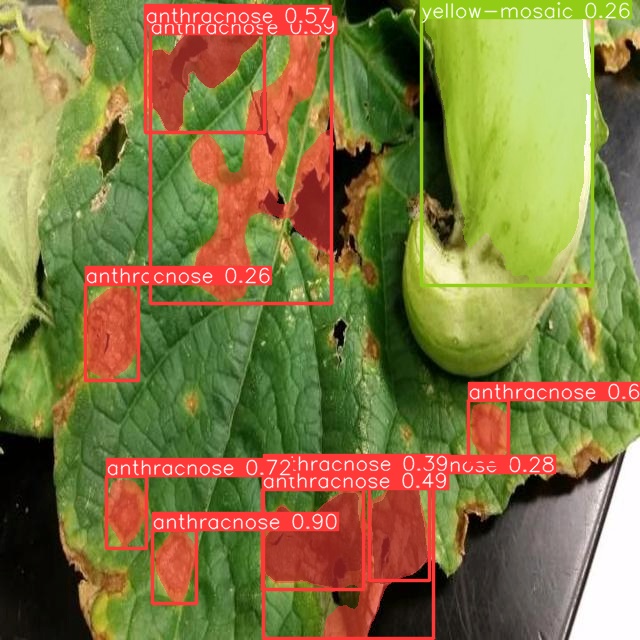 anthracnose 0.57
anthracnose 0.59
yellow-mosaic 0.26
anthracnose 0.26
anthracnose 0.6
anthracnose 0.72
anthracnose 0.39
nose 0.28
anthracnose 0.49
anthracnose 0.90